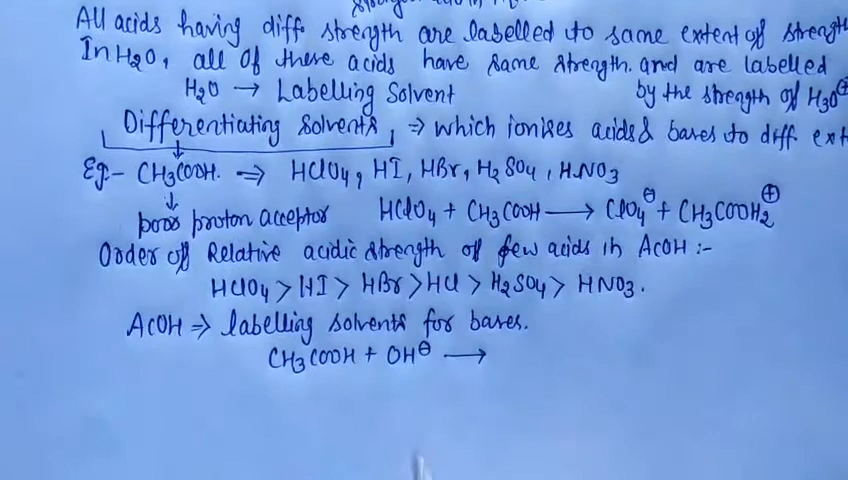 All acids having diff. strength are labelled to same extent of strength
In H2O, all of these acids have same strength. and are labelled
H2O → Labelling Solvent by the strength of H3O⊕
Differentiating Solvents ⇒ which ionises acids & bases to diff. ext
Eg:- CH3COOH. ⇒ HClO4, HI, HBr, H2SO4, HNO3
↓
poor proton acceptor HClO4 + CH3COOH → ClO4⊖ + CH3COOH2⊕
Order of Relative acidic strength of few acids in AcOH :-
HClO4 > HI > HBr > HCl > H2SO4 > HNO3.
AcOH ⇒ labelling solvents for bases.
CH3COOH + OH⊖ →